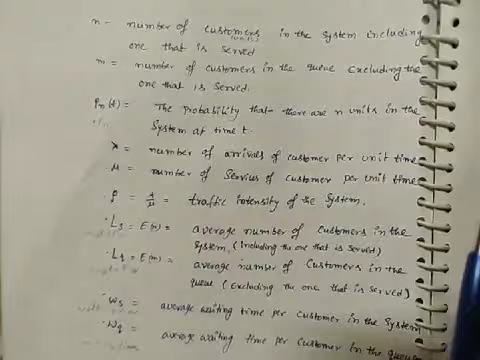 n - number of customers in the system including
(units)
one that is served
m = number of customers in the queue excluding the
one that is served.
Pn(t) = The probability that there are n units in the
system at time t.
λ = number of arrivals of customer per unit time
μ = number of Services of customer per unit time
ρ = λ/μ = traffic intensity of the system.
Ls = E(n) = average number of customers in the
system, (including the one that is served)
Lq = E(m) = average number of customers in the
queue (excluding the one that is served)
Ws = average waiting time per customer in the system
Wq = average waiting time per customer in the queue